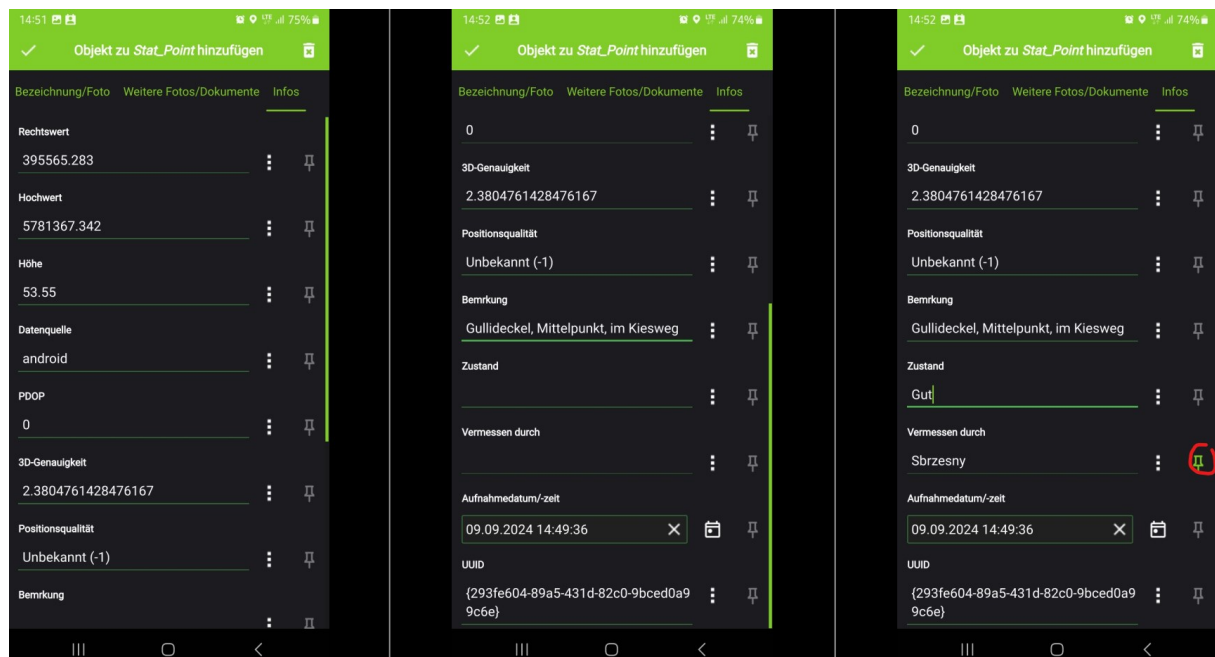 14:51 LTE 75%
Objekt zu Stat_Point hinzufügen
Bezeichnung/Foto Weitere Fotos/Dokumente Infos
Rechtswert
395565.283
Hochwert
5781367.342
Höhe
53.55
Datenquelle
android
PDOP
0
3D-Genauigkeit
2.3804761428476167
Positionsqualität
Unbekannt (-1)
Bemrkung
14:52 LTE 74%
Objekt zu Stat_Point hinzufügen
Bezeichnung/Foto Weitere Fotos/Dokumente Infos
0
3D-Genauigkeit
2.3804761428476167
Positionsqualität
Unbekannt (-1)
Bemrkung
Gullideckel, Mittelpunkt, im Kiesweg
Zustand
Vermessen durch
Aufnahmedatum/-zeit
09.09.2024 14:49:36
UUID
{293fe604-89a5-431d-82c0-9bced0a9
9c6e}
14:52 LTE 74%
Objekt zu Stat_Point hinzufügen
Bezeichnung/Foto Weitere Fotos/Dokumente Infos
0
3D-Genauigkeit
2.3804761428476167
Positionsqualität
Unbekannt (-1)
Bemrkung
Gullideckel, Mittelpunkt, im Kiesweg
Zustand
Gut
Vermessen durch
Sbrzesny
Aufnahmedatum/-zeit
09.09.2024 14:49:36
UUID
{293fe604-89a5-431d-82c0-9bced0a9
9c6e}